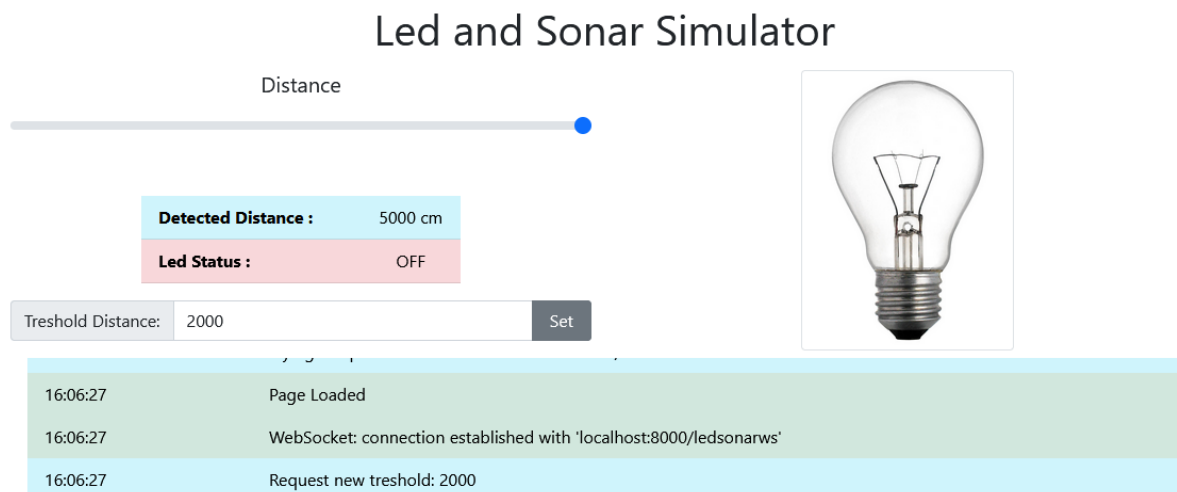 Led and Sonar Simulator
Distance
Detected Distance : 5000 cm
Led Status : OFF
Treshold Distance: 2000 Set
16:06:27 Page Loaded
16:06:27 WebSocket: connection established with 'localhost:8000/ledsonarws'
16:06:27 Request new treshold: 2000